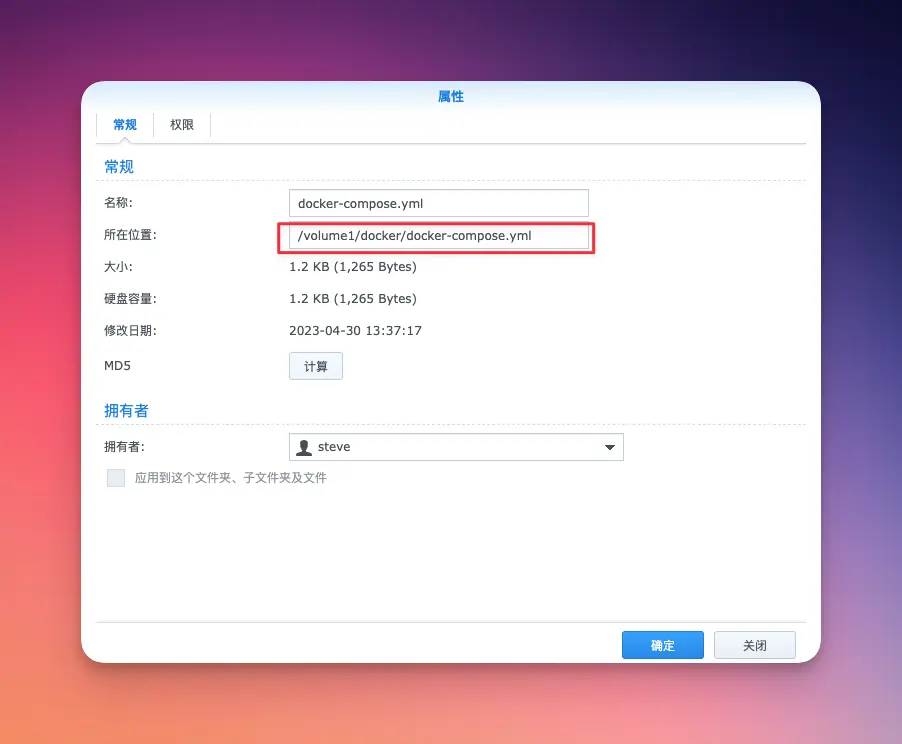 属性
常规 权限
常规
名称: docker-compose.yml
所在位置: /volume1/docker/docker-compose.yml
大小: 1.2 KB (1,265 Bytes)
硬盘容量: 1.2 KB (1,265 Bytes)
修改日期: 2023-04-30 13:37:17
MD5 计算
拥有者
拥有者: steve
应用到这个文件夹、子文件夹及文件
确定 关闭